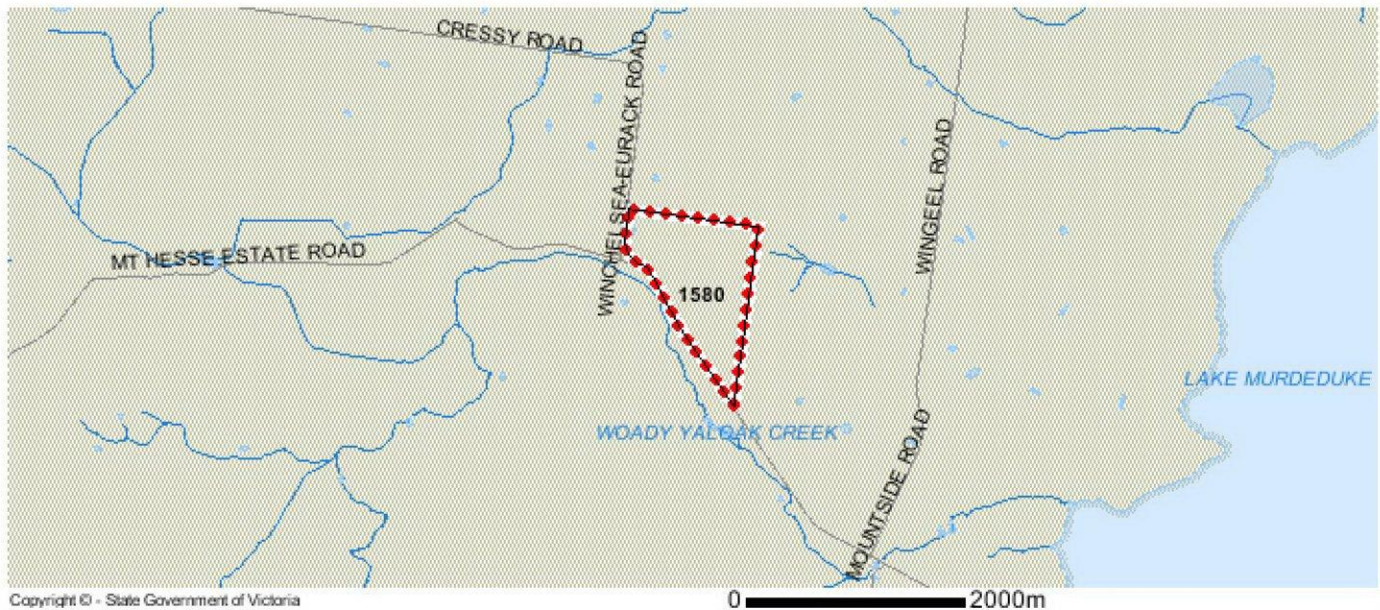 CRESSY ROAD
WINCHELSEA-EURACK ROAD
WINGEEL ROAD
MT HESSE ESTATE ROAD
1580
LAKE MURDEDUKE
WOADY YALOAK CREEK
MOUNTSIDE ROAD
Copyright © - State Government of Victoria
0 2000m